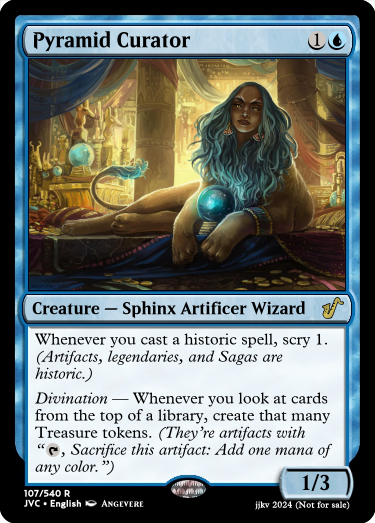 Pyramid Curator 1
Creature — Sphinx Artificer Wizard
Whenever you cast a historic spell, scry 1.
(Artifacts, legendaries, and Sagas are
historic.)
Divination — Whenever you look at cards
from the top of a library, create that many
Treasure tokens. (They're artifacts with
“, Sacrifice this artifact: Add one mana of
any color.”)
1/3
107/540 R
JVC • English ANGEVERE
jjkv 2024 (Not for sale)